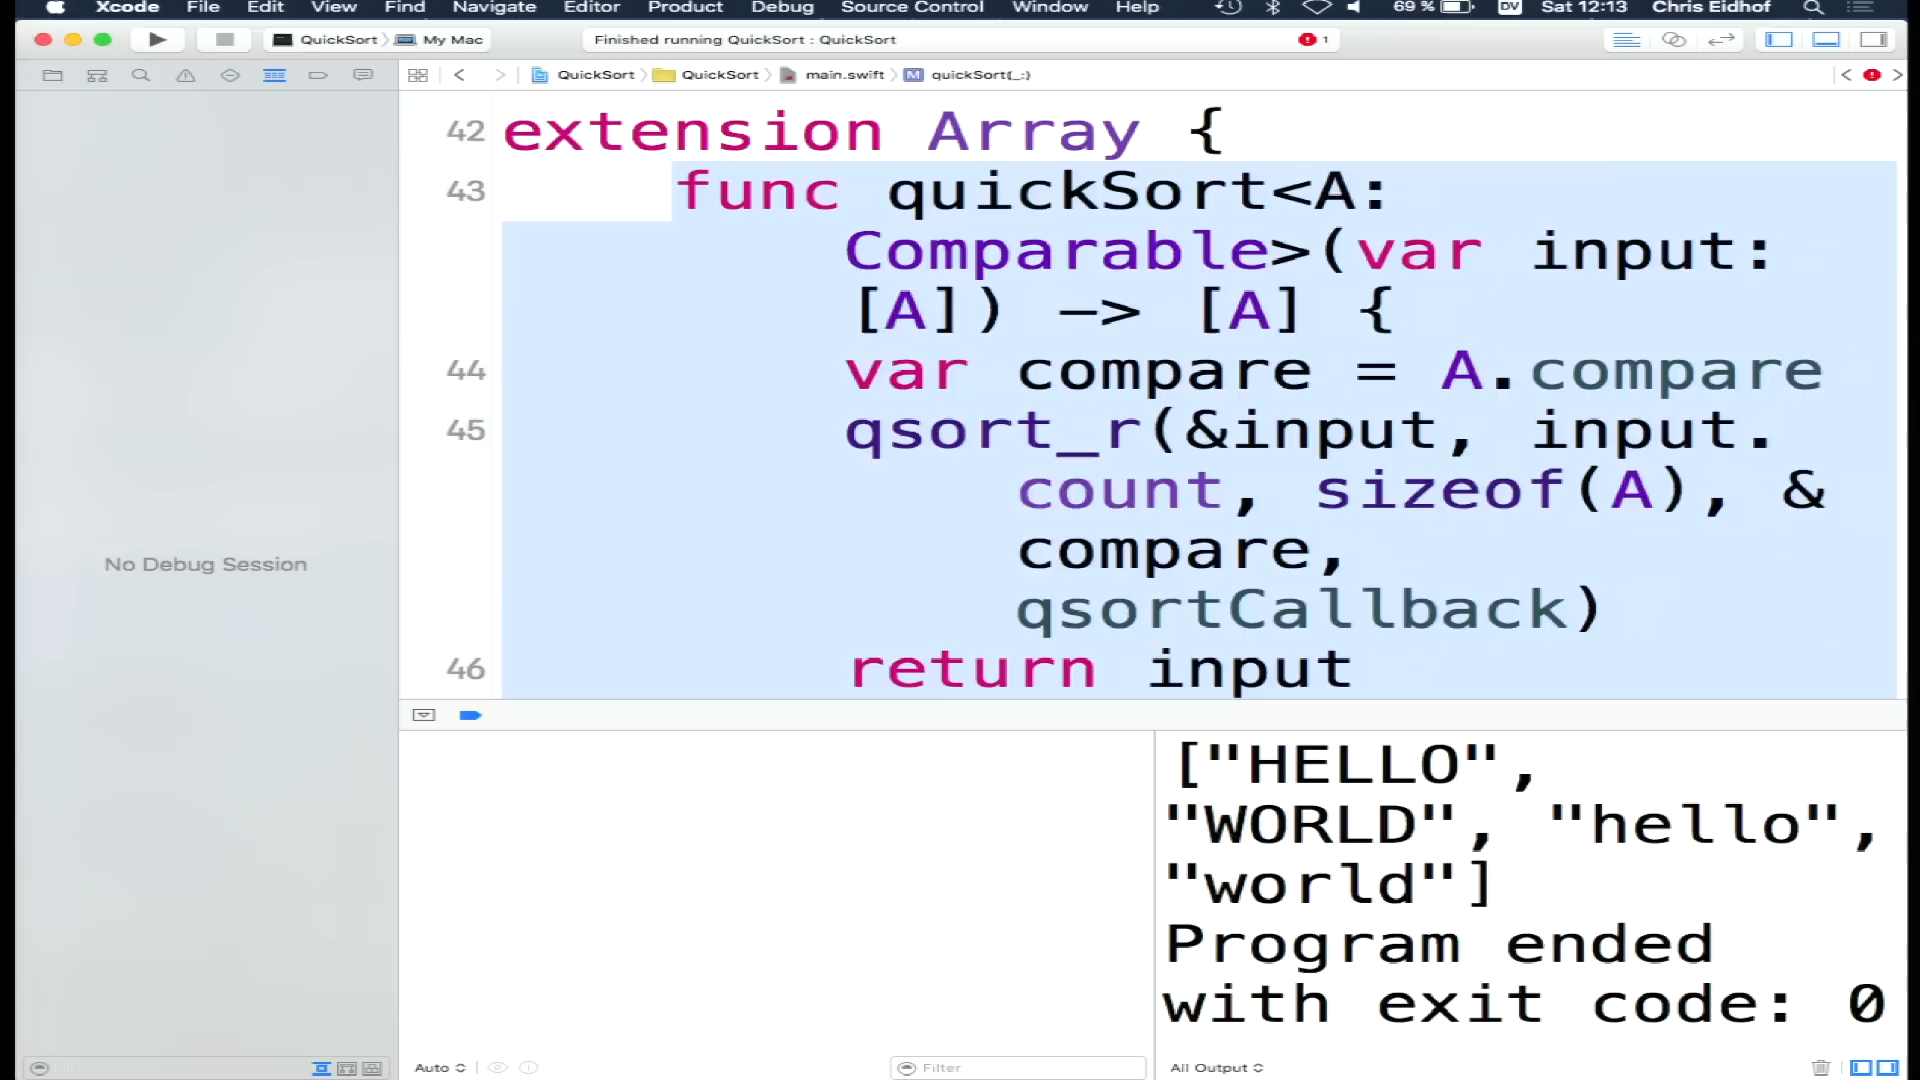 Xcode File Edit View Find Navigate Editor Product Debug Source Control Window Help 69 % DV Sat 12:13 Chris Eidhof
QuickSort My Mac Finished running QuickSort : QuickSort 1
QuickSort QuickSort main.swift M quickSort(_:)
42 extension Array {
43 func quickSort<A:
Comparable>(var input:
[A]) -> [A] {
44 var compare = A.compare
45 qsort_r(&input, input.
count, sizeof(A), &
compare,
qsortCallback)
46 return input
No Debug Session
["HELLO",
"WORLD", "hello",
"world"]
Program ended
with exit code: 0
Auto Filter All Output